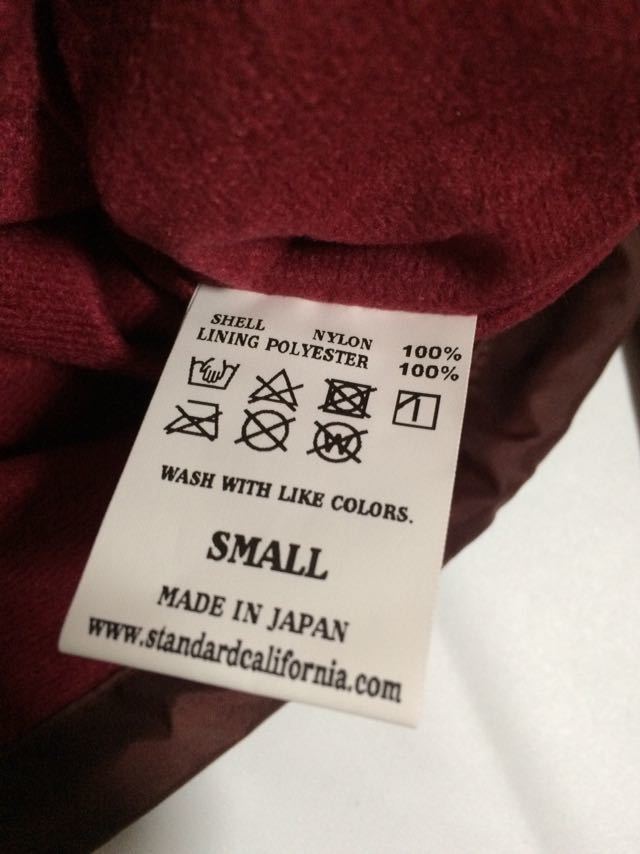 SHELL NYLON 100%
LINING POLYESTER 100%
W
WASH WITH LIKE COLORS.
SMALL
MADE IN JAPAN
www.standardcalifornia.com